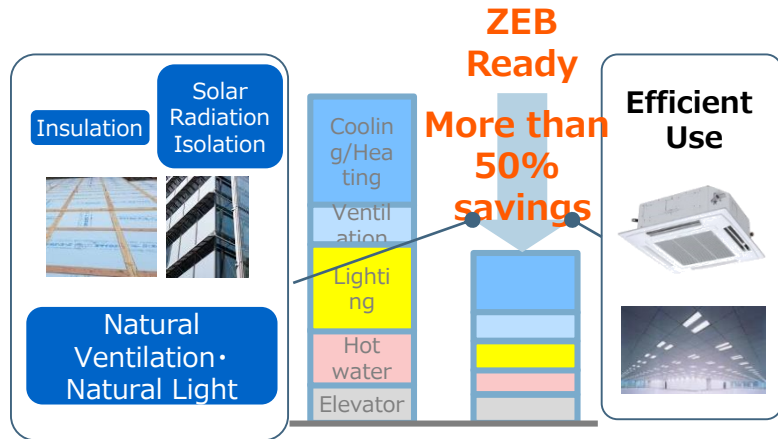 ZEB
Ready
More than
50%
savings
Insulation
Solar
Radiation
Isolation
Natural
Ventilation・
Natural Light
Coolin
g/Hea
ting
Ventil
ation
Lighti
ng
Hot
water
Elevator
Efficient
Use